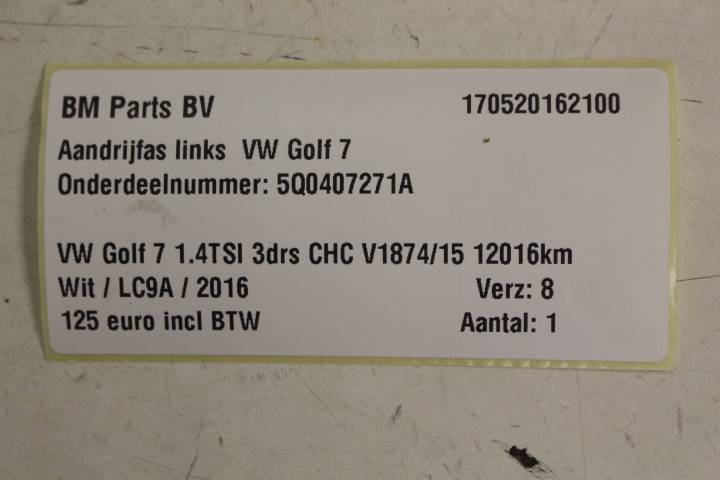 BM Parts BV 170520162100
Aandrijfas links VW Golf 7
Onderdeelnummer: 5Q0407271A
VW Golf 7 1.4TSI 3drs CHC V1874/15 12016km
Wit / LC9A / 2016 Verz: 8
125 euro incl BTW Aantal: 1